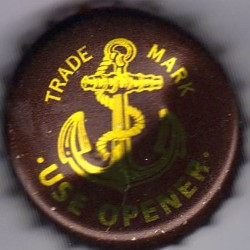 TRADE MARK
· USE OPENER ·